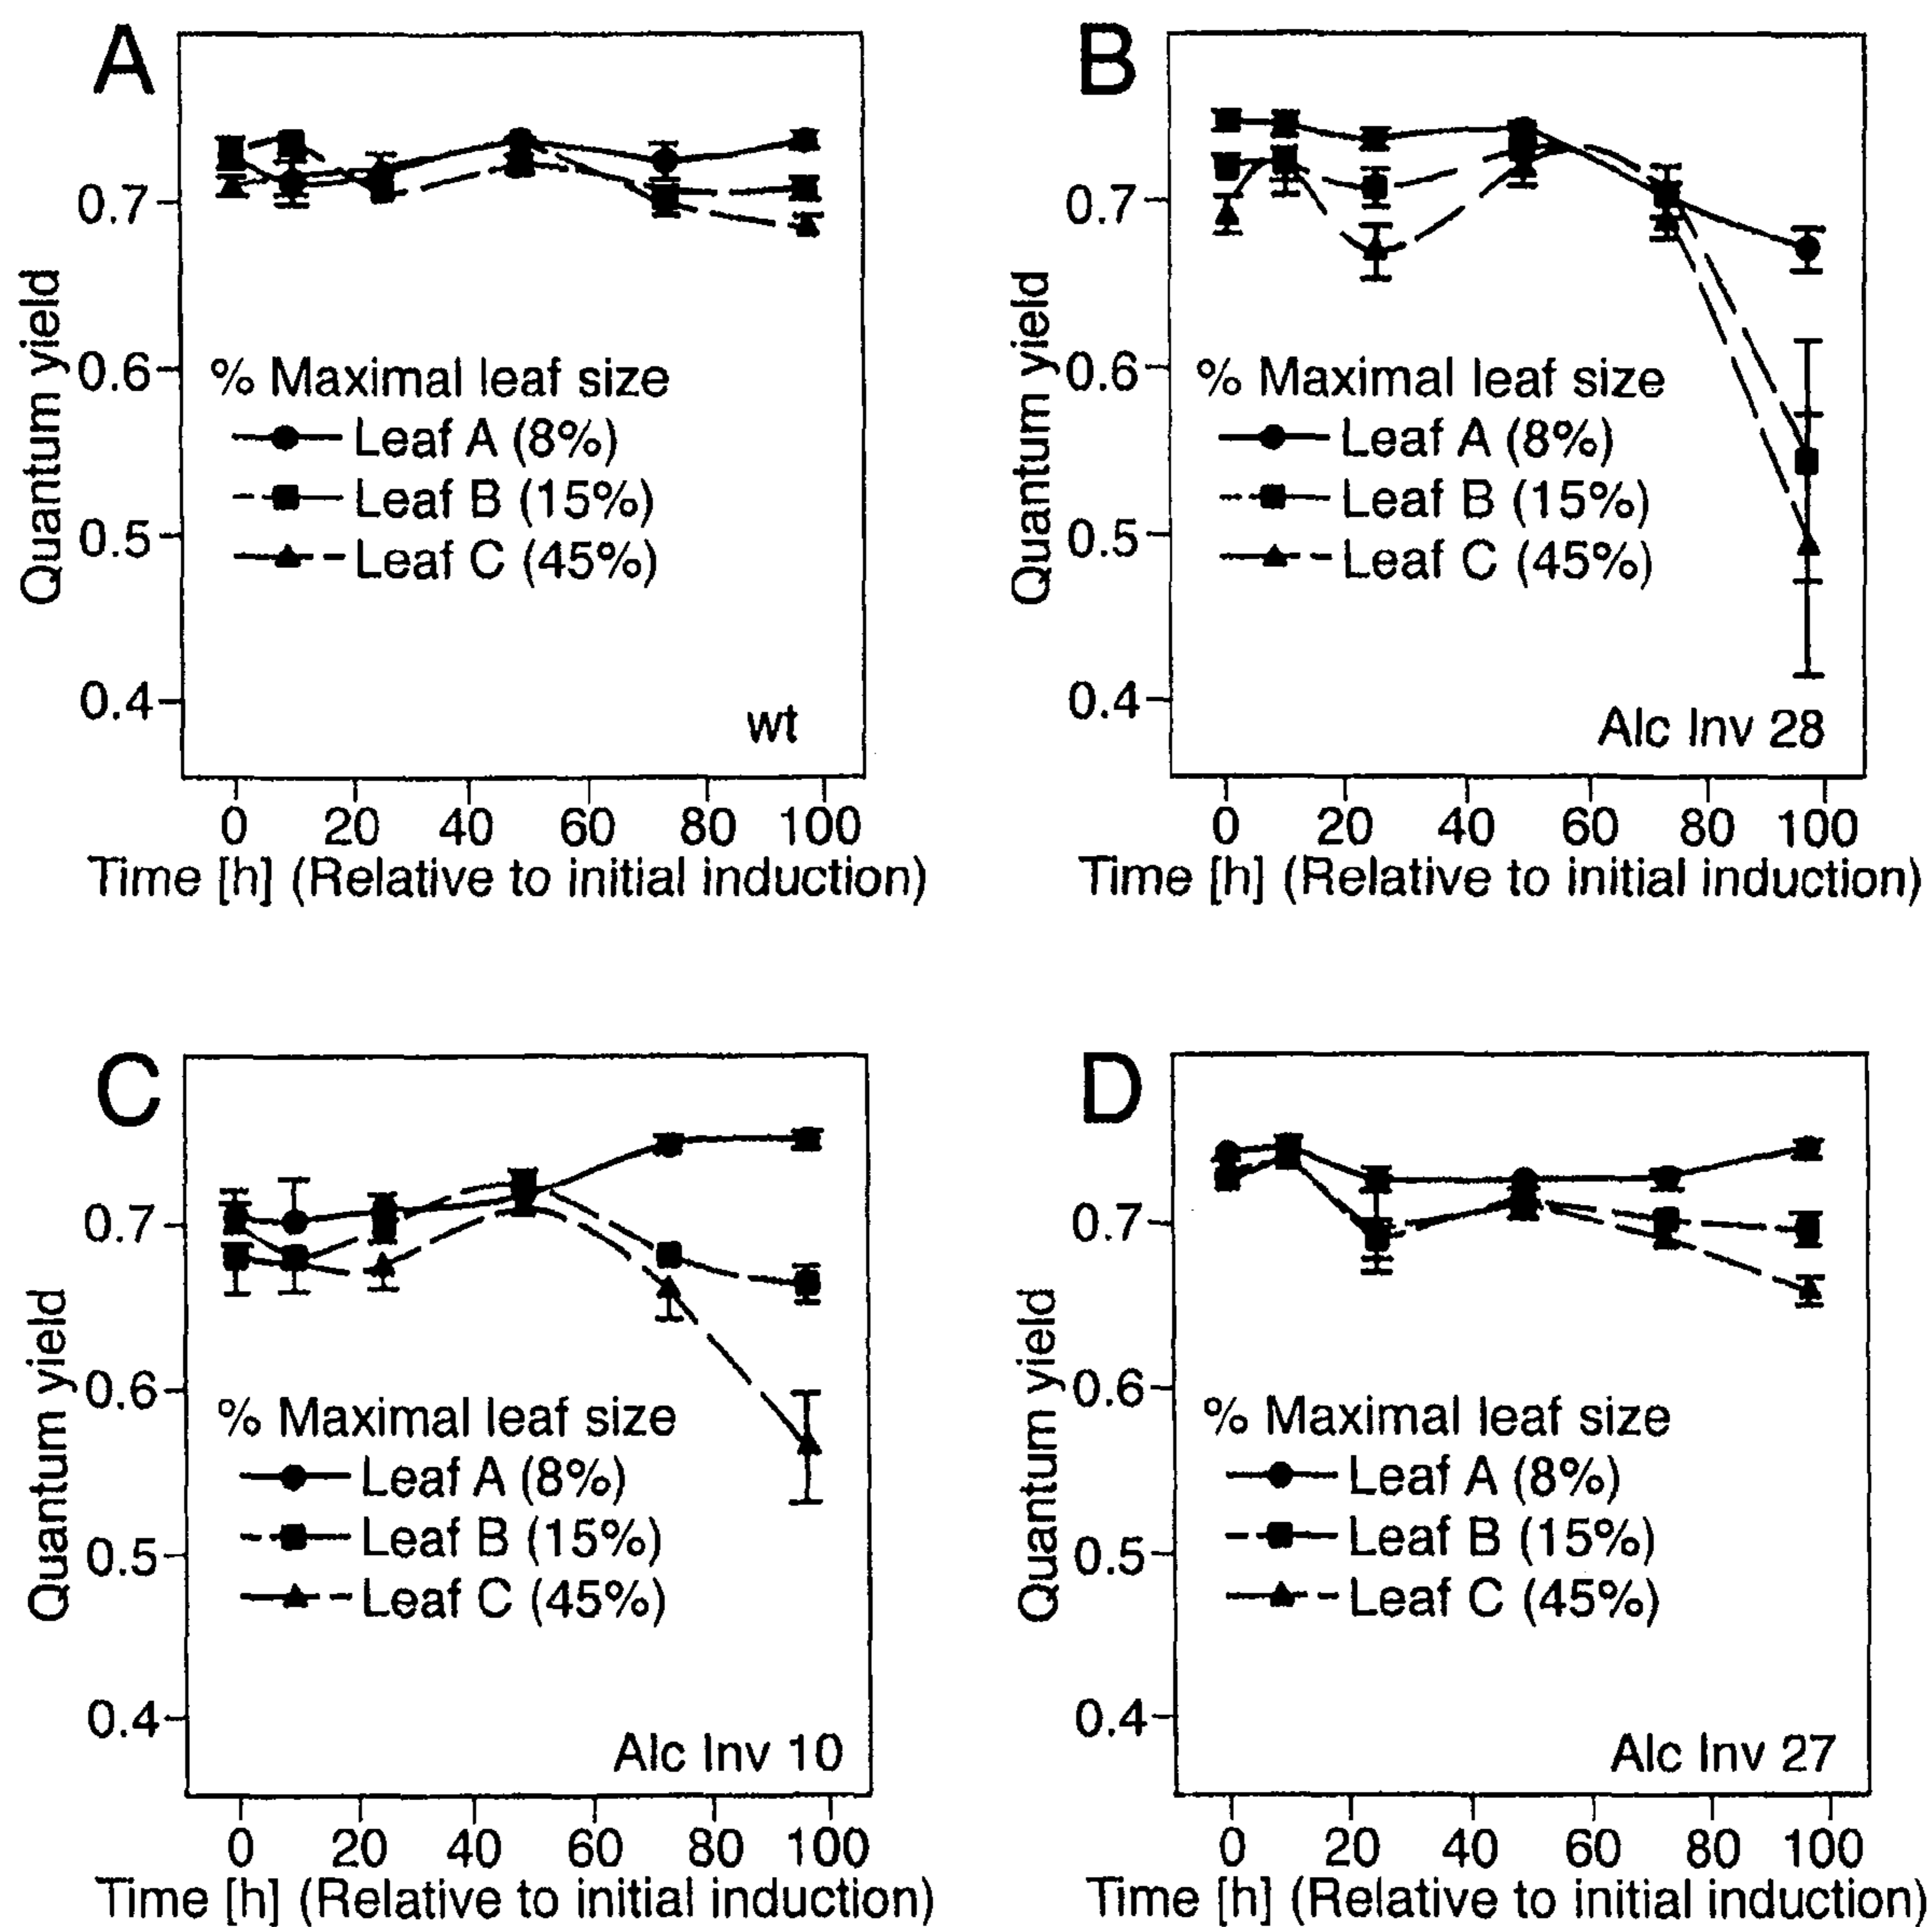 A
Quantum yield
0.7
0.6
0.5
0.4
% Maximal leaf size
Leaf A (8%)
Leaf B (15%)
Leaf C (45%)
wt
0 20 40 60 80 100
Time [h] (Relative to initial induction)
B
Quantum yield
0.7
0.6
0.5
0.4
% Maximal leaf size
Leaf A (8%)
Leaf B (15%)
Leaf C (45%)
Alc Inv 28
0 20 40 60 80 100
Time [h] (Relative to initial induction)
C
Quantum yield
0.7
0.6
0.5
0.4
% Maximal leaf size
Leaf A (8%)
Leaf B (15%)
Leaf C (45%)
Alc Inv 10
0 20 40 60 80 100
Time [h] (Relative to initial induction)
D
Quantum yield
0.7
0.6
0.5
0.4
% Maximal leaf size
Leaf A (8%)
Leaf B (15%)
Leaf C (45%)
Alc Inv 27
0 20 40 60 80 100
Time [h] (Relative to initial induction)